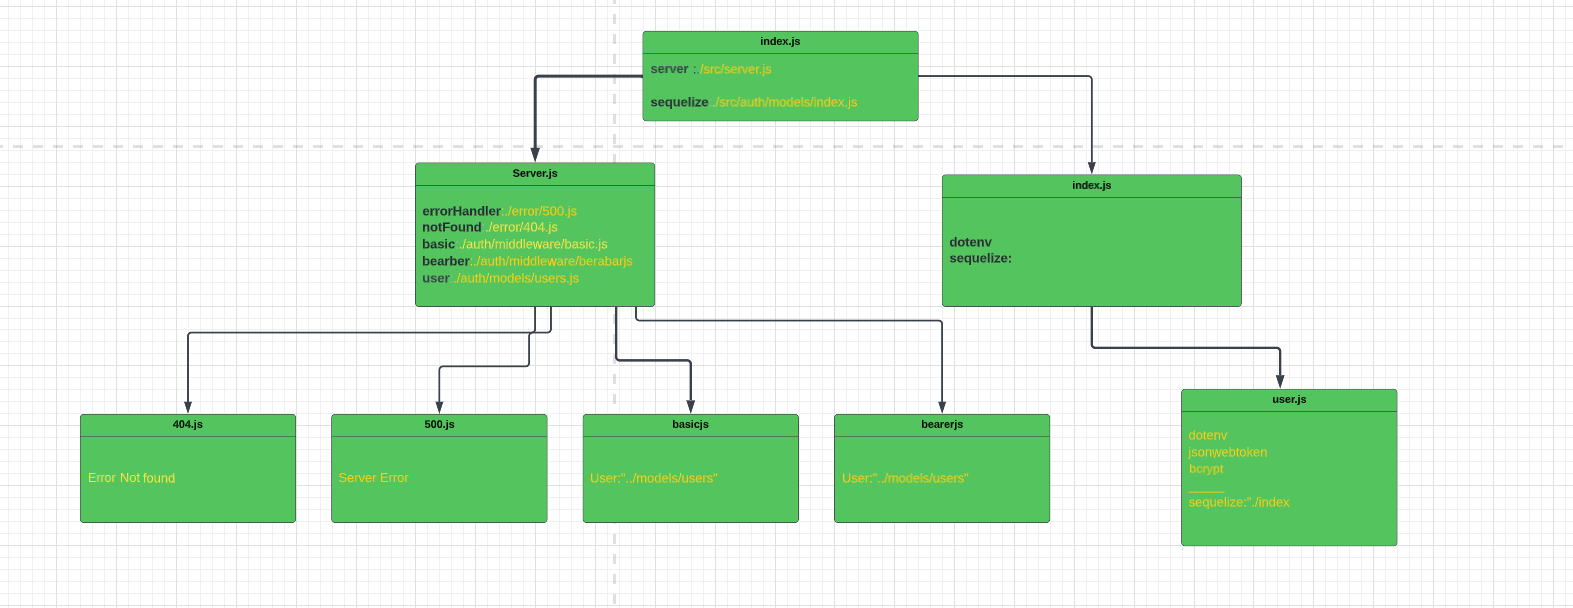 index.js
server :./src/server.js
sequelize ./src/auth/models/index.js
Server.js
errorHandler:./error/500.js
notFound ./error/404.js
basic ./auth/middleware/basic.js
bearber:./auth/middleware/berabarjs
user ./auth/models/users.js
index.js
dotenv
sequelize:
404.js
Error Not found
500.js
Server Error
basicjs
User:"../models/users"
bearerjs
User:"../models/users"
user.js
dotenv
jsonwebtoken
bcrypt
_____
sequelize:"./index